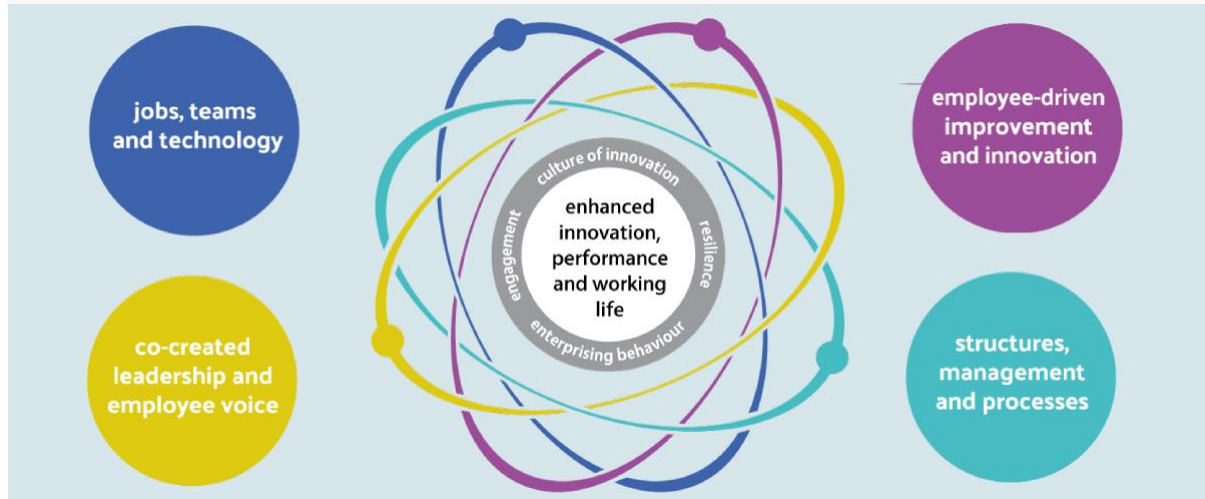 jobs, teams
and technology
co-created
leadership and
employee voice
culture of innovation
engagement
resilience
enterprising behaviour
enhanced
innovation,
performance
and working
life
employee-driven
improvement
and innovation
structures,
management
and processes